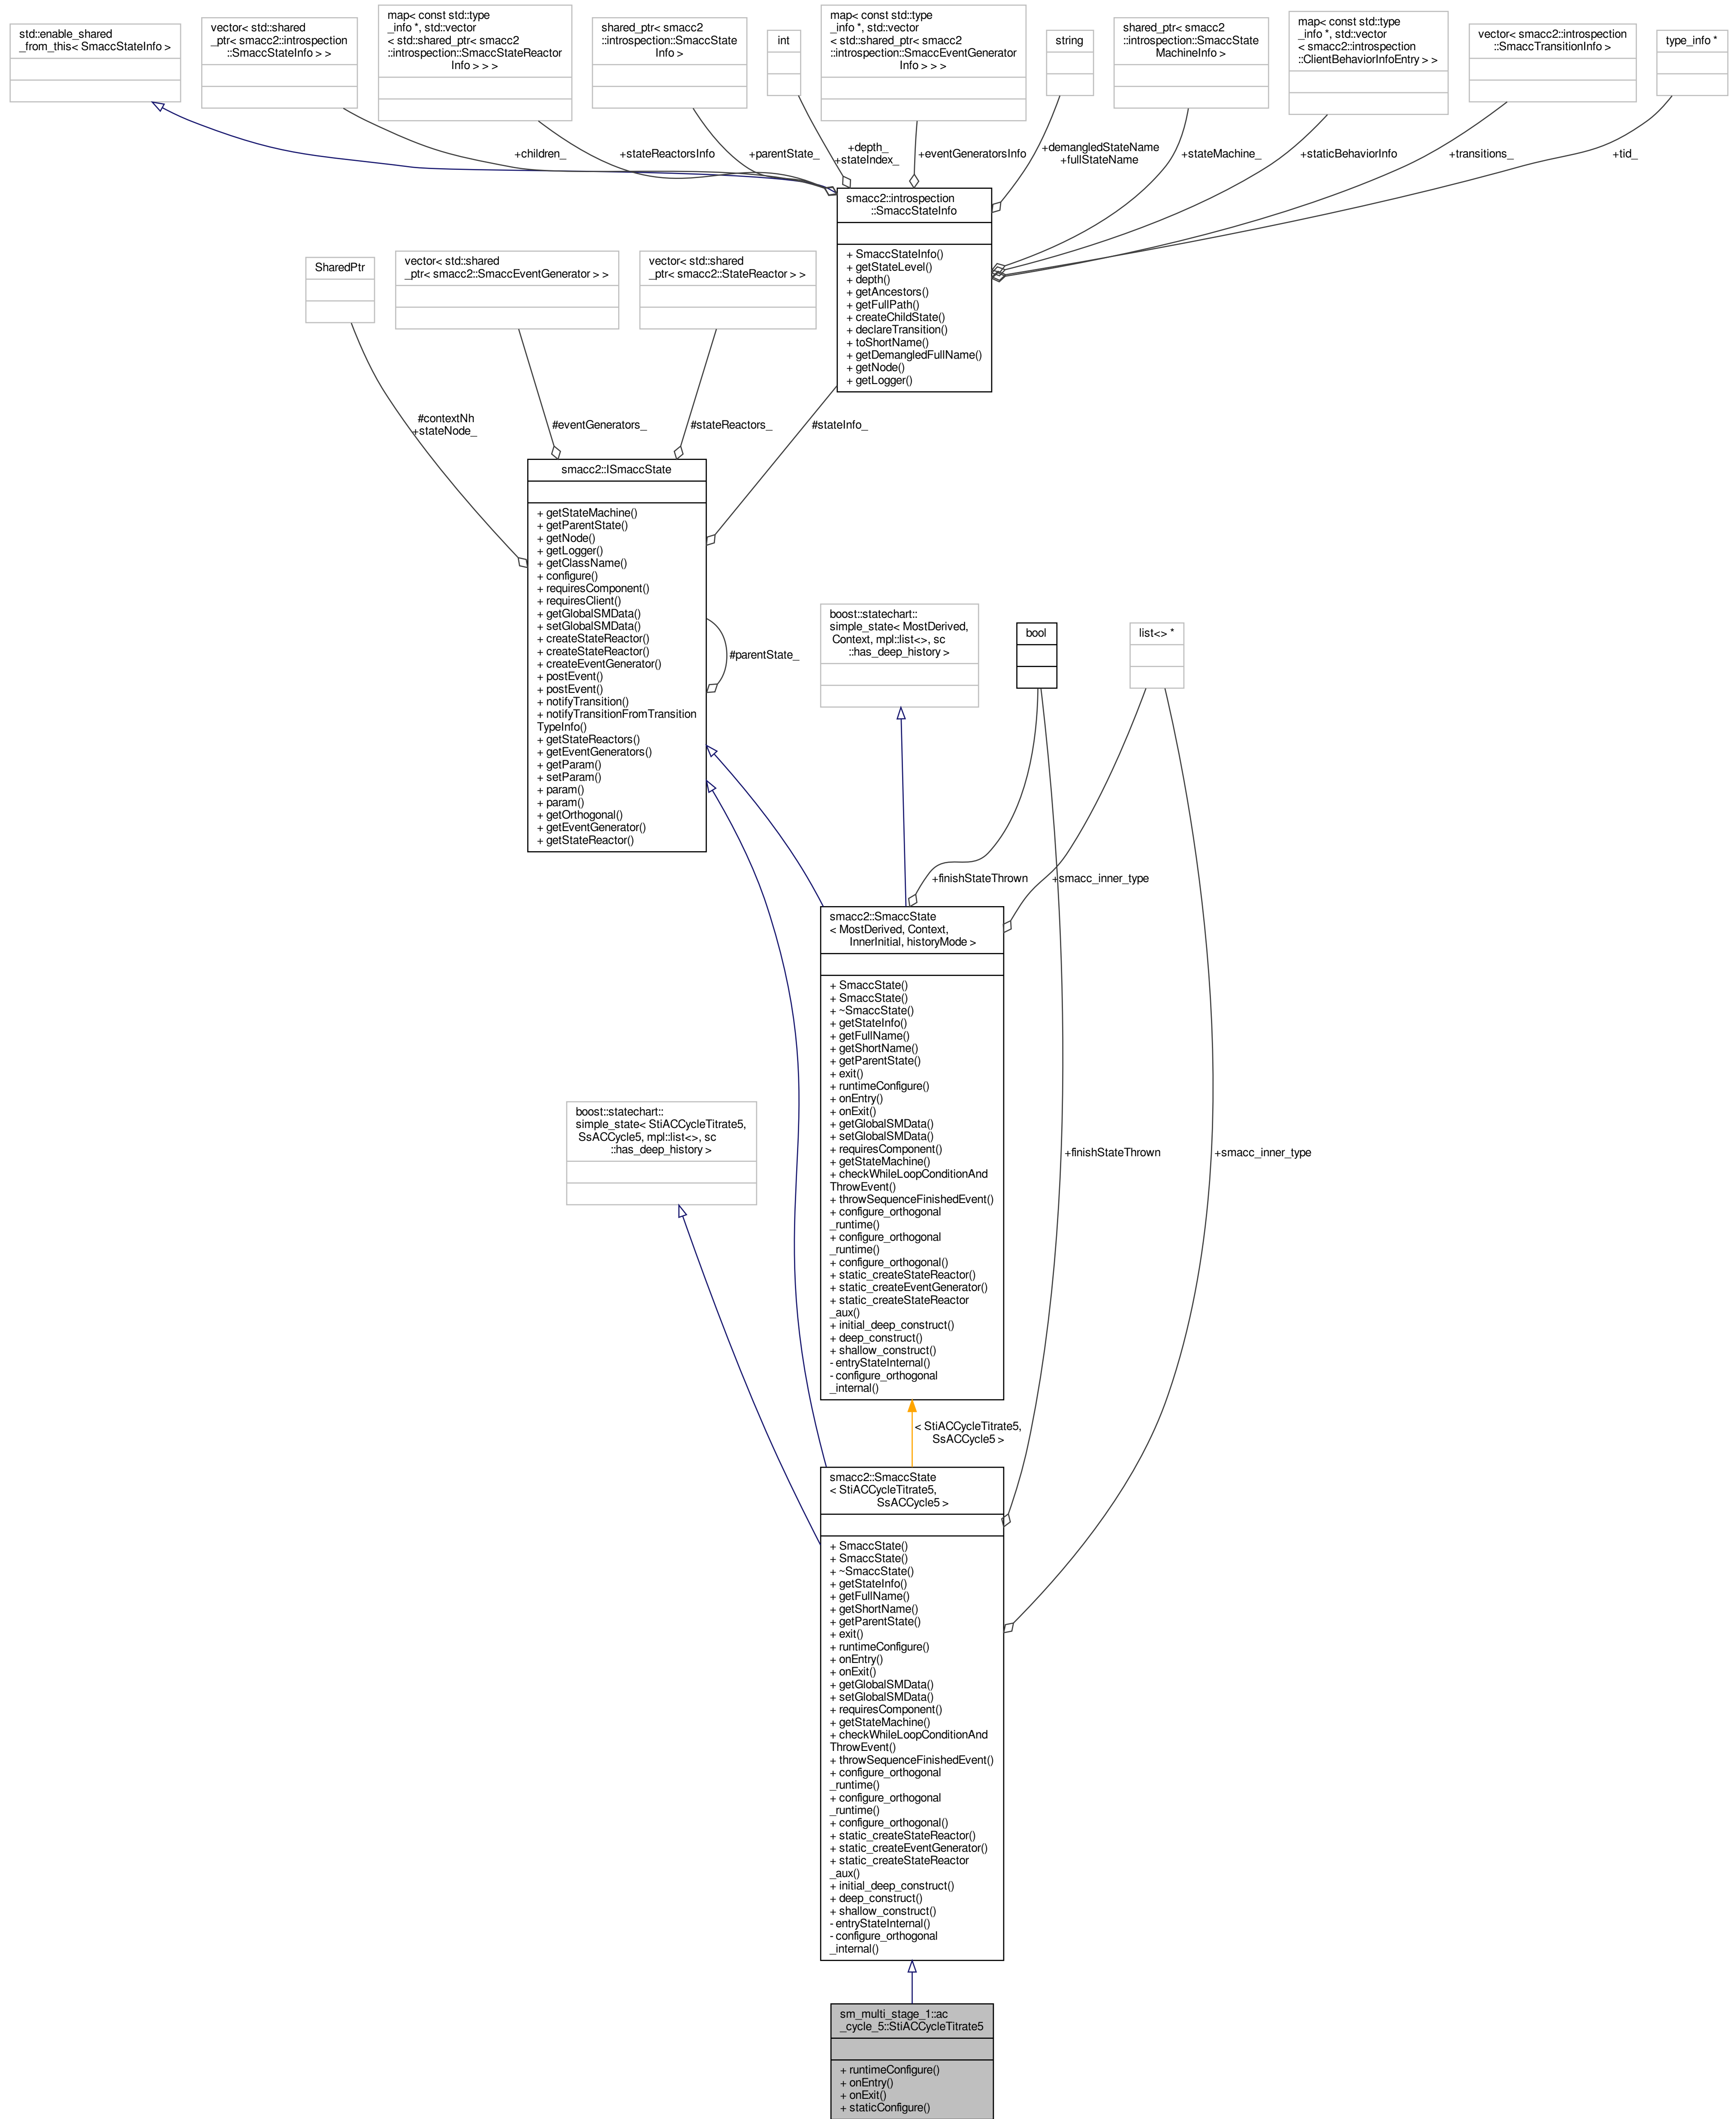 std::enable_shared
_from_this< SmaccStateInfo >
vector< std::shared
_ptr< smacc2::introspection
::SmaccStateInfo > >
map< const std::type
_info *, std::vector
< std::shared_ptr< smacc2
::introspection::SmaccStateReactor
Info > > >
shared_ptr< smacc2
::introspection::SmaccState
Info >
int
map< const std::type
_info *, std::vector
< std::shared_ptr< smacc2
::introspection::SmaccEventGenerator
Info > > >
string
shared_ptr< smacc2
::introspection::SmaccState
MachineInfo >
map< const std::type
_info *, std::vector
< smacc2::introspection
::ClientBehaviorInfoEntry > >
vector< smacc2::introspection
::SmaccTransitionInfo >
type_info *
+children_
+stateReactorsInfo
+parentState_
+depth_
+stateIndex_
+eventGeneratorsInfo
+demangledStateName
+fullStateName
+stateMachine_
+staticBehaviorInfo
+transitions_
+tid_
smacc2::introspection
::SmaccStateInfo
+ SmaccStateInfo()
+ getStateLevel()
+ depth()
+ getAncestors()
+ getFullPath()
+ createChildState()
+ declareTransition()
+ toShortName()
+ getDemangledFullName()
+ getNode()
+ getLogger()
SharedPtr
vector< std::shared
_ptr< smacc2::SmaccEventGenerator > >
vector< std::shared
_ptr< smacc2::StateReactor > >
#contextNh
+stateNode_
#eventGenerators_
#stateReactors_
#stateInfo_
smacc2::ISmaccState
+ getStateMachine()
+ getParentState()
+ getNode()
+ getLogger()
+ getClassName()
+ configure()
+ requiresComponent()
+ requiresClient()
+ getGlobalSMData()
+ setGlobalSMData()
+ createStateReactor()
+ createStateReactor()
+ createEventGenerator()
+ postEvent()
+ postEvent()
+ notifyTransition()
+ notifyTransitionFromTransition
TypeInfo()
+ getStateReactors()
+ getEventGenerators()
+ getParam()
+ setParam()
+ param()
+ param()
+ getOrthogonal()
+ getEventGenerator()
+ getStateReactor()
#parentState_
boost::statechart::
simple_state< MostDerived,
Context, mpl::list<>, sc
::has_deep_history >
bool
list<> *
+finishStateThrown
+smacc_inner_type
smacc2::SmaccState
< MostDerived, Context,
InnerInitial, historyMode >
+ SmaccState()
+ SmaccState()
+ ~SmaccState()
+ getStateInfo()
+ getFullName()
+ getShortName()
+ getParentState()
+ exit()
+ runtimeConfigure()
+ onEntry()
+ onExit()
+ getGlobalSMData()
+ setGlobalSMData()
+ requiresComponent()
+ getStateMachine()
+ checkWhileLoopConditionAnd
ThrowEvent()
+ throwSequenceFinishedEvent()
+ configure_orthogonal
_runtime()
+ configure_orthogonal
_runtime()
+ configure_orthogonal()
+ static_createStateReactor()
+ static_createEventGenerator()
+ static_createStateReactor
_aux()
+ initial_deep_construct()
+ deep_construct()
+ shallow_construct()
- entryStateInternal()
- configure_orthogonal
_internal()
boost::statechart::
simple_state< StiACCycleTitrate5,
SsACCycle5, mpl::list<>, sc
::has_deep_history >
+finishStateThrown
+smacc_inner_type
< StiACCycleTitrate5,
SsACCycle5 >
smacc2::SmaccState
< StiACCycleTitrate5,
SsACCycle5 >
+ SmaccState()
+ SmaccState()
+ ~SmaccState()
+ getStateInfo()
+ getFullName()
+ getShortName()
+ getParentState()
+ exit()
+ runtimeConfigure()
+ onEntry()
+ onExit()
+ getGlobalSMData()
+ setGlobalSMData()
+ requiresComponent()
+ getStateMachine()
+ checkWhileLoopConditionAnd
ThrowEvent()
+ throwSequenceFinishedEvent()
+ configure_orthogonal
_runtime()
+ configure_orthogonal
_runtime()
+ configure_orthogonal()
+ static_createStateReactor()
+ static_createEventGenerator()
+ static_createStateReactor
_aux()
+ initial_deep_construct()
+ deep_construct()
+ shallow_construct()
- entryStateInternal()
- configure_orthogonal
_internal()
sm_multi_stage_1::ac
_cycle_5::StiACCycleTitrate5
+ runtimeConfigure()
+ onEntry()
+ onExit()
+ staticConfigure()